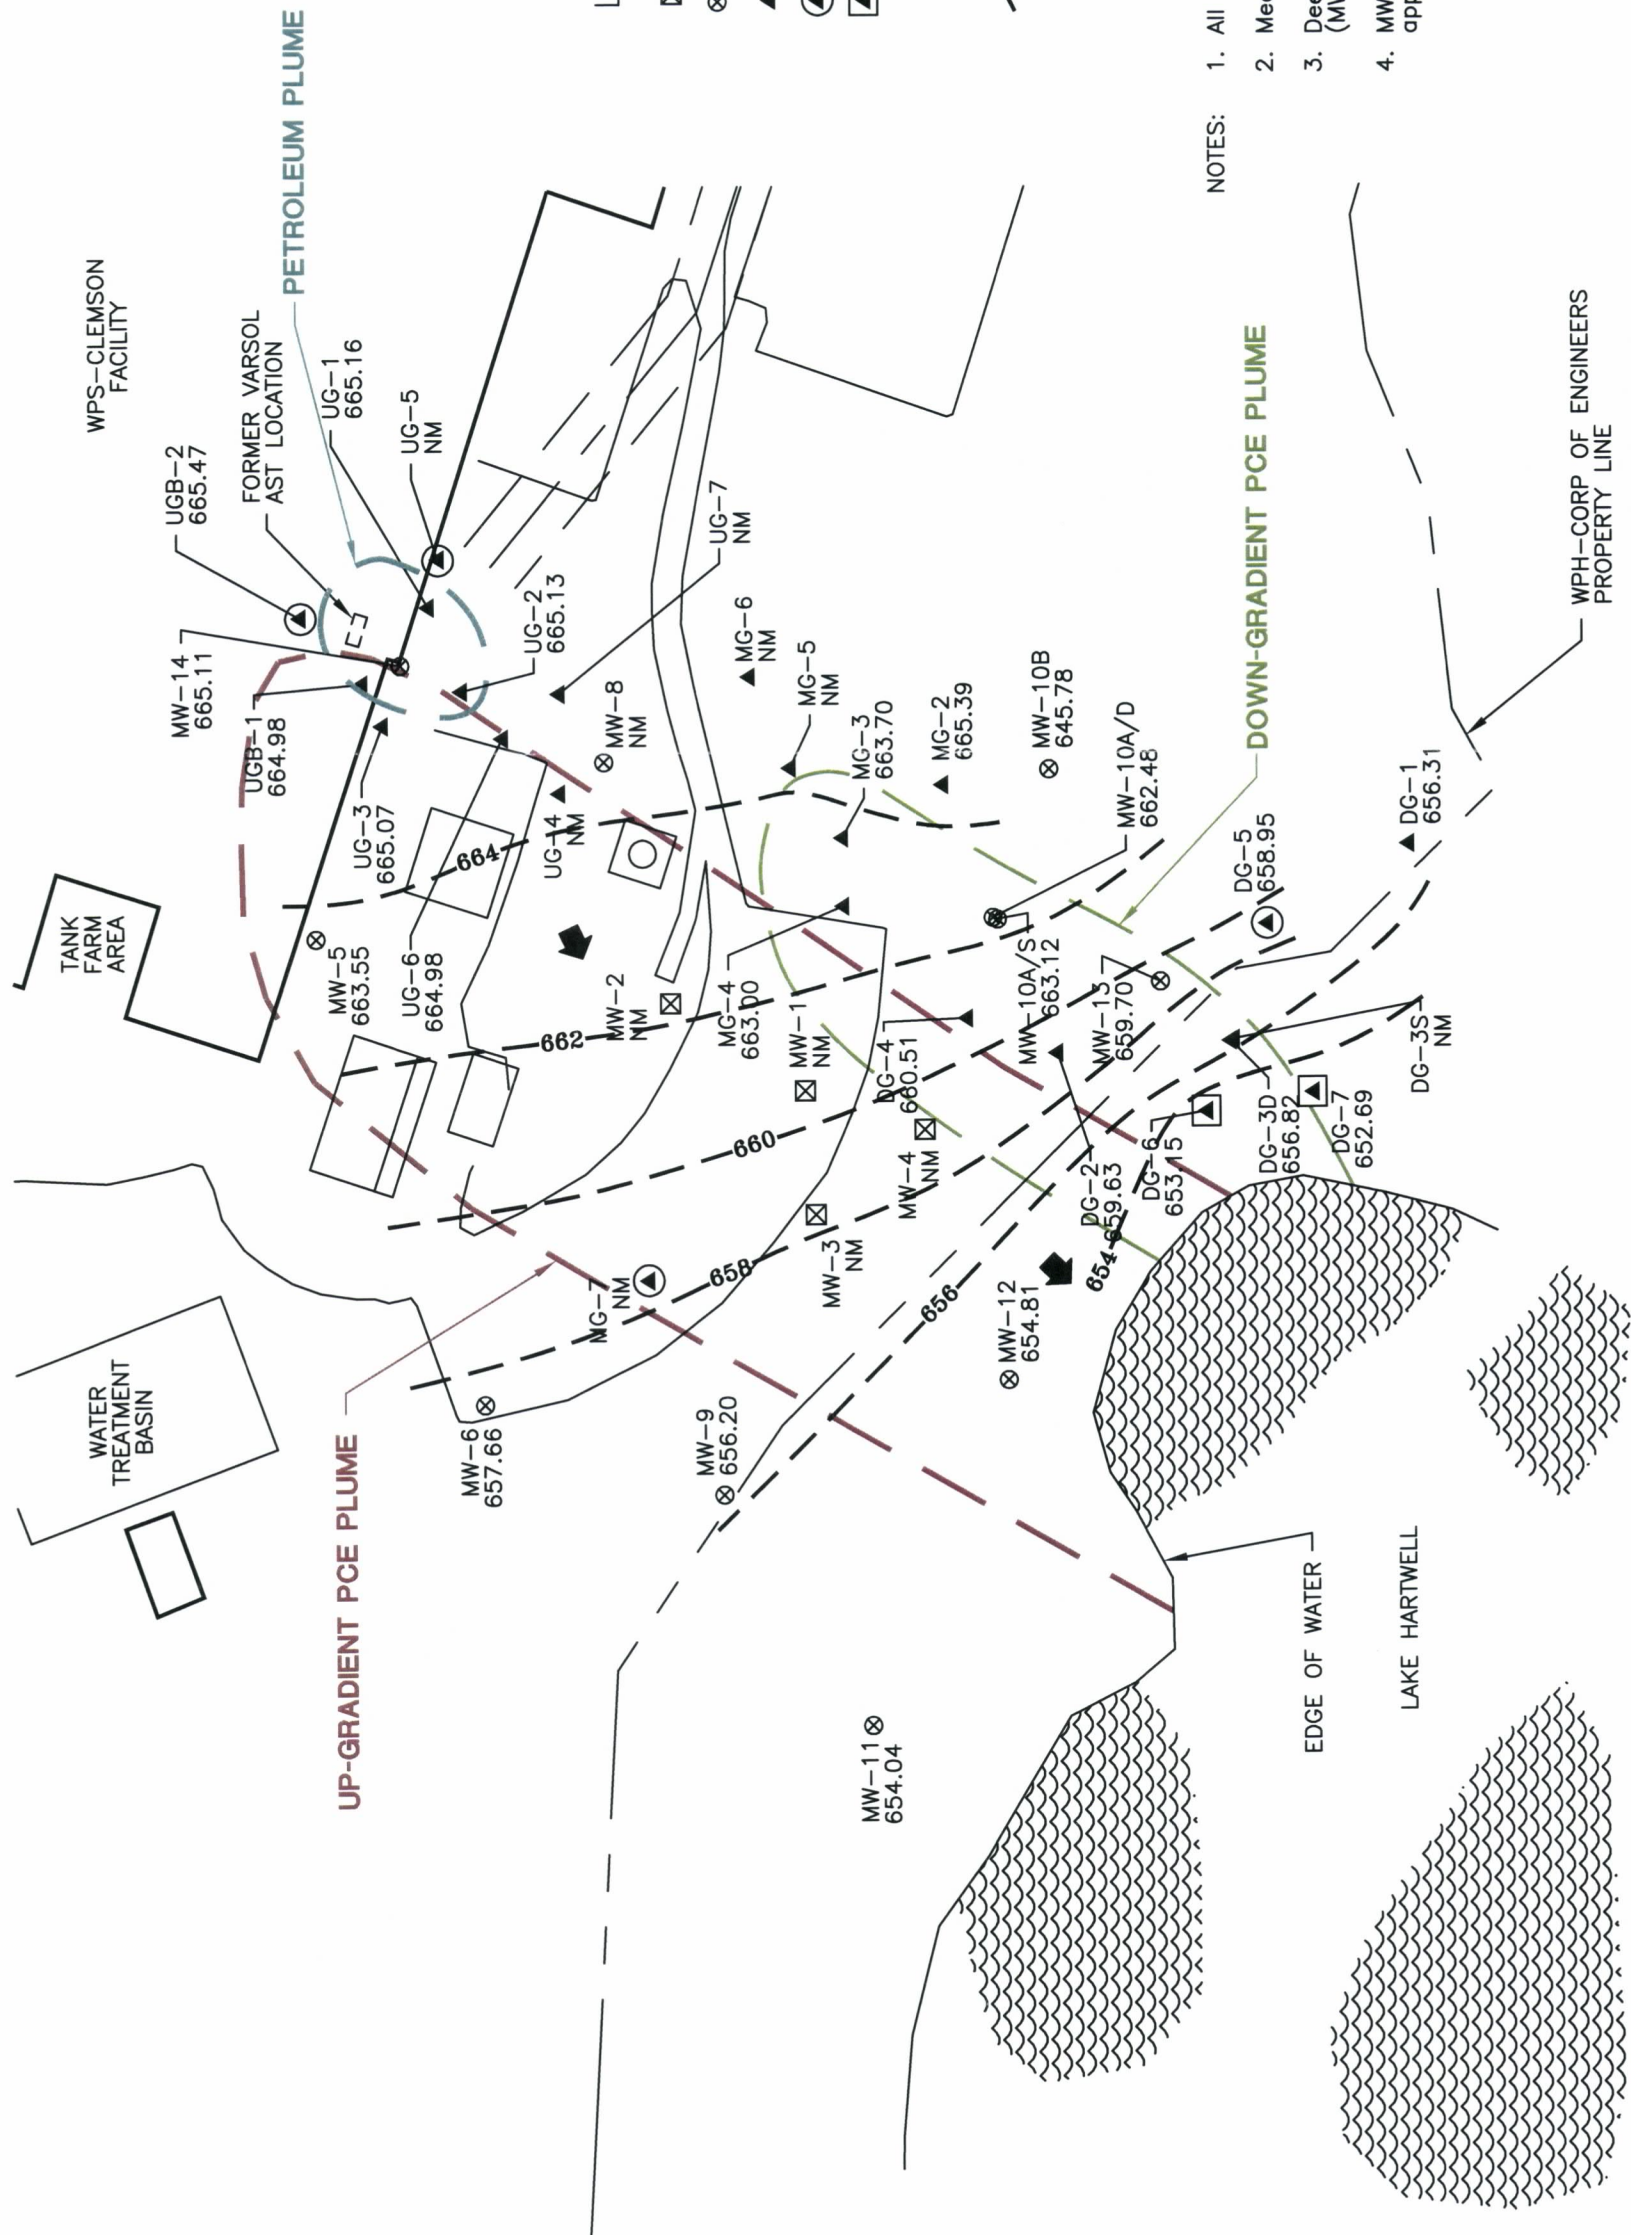 WPS-CLEMSON
FACILITY
PETROLEUM PLUME
FORMER VARSOL
AST LOCATION
UGB-2
665.47
UG-1
665.16
UG-5
NM
MW-14
665.11
UGB-1
664.98
UG-2
665.13
UG-7
NM
UG-3
665.07
MW-8
NM
MG-6
NM
MG-5
NM
UG-4
NM
MG-3
663.70
MG-2
665.39
MW-10B
645.78
MW-10A/D
662.48
TANK
FARM
AREA
MW-5
663.55
UG-6
664.98
664
MW-2
NM
MG-4
663.00
662
MW-1
NM
DG-4
660.51
MW-10A/S
663.12
MW-13
659.70
DG-5
658.95
DG-1
656.31
DOWN-GRADIENT PCE PLUME
WPH-CORP OF ENGINEERS
PROPERTY LINE
NOTES:
1. All
2. Mea
3. Dee
(MW
4. MW
app
660
MW-4
NM
DG-2
659.63
DG-6
653.15
DG-3D
656.82
DG-7
652.69
DG-3S
NM
658
MW-3
NM
MG-7
NM
656
654
MW-12
654.81
WATER
TREATMENT
BASIN
UP-GRADIENT PCE PLUME
MW-6
657.66
MW-9
656.20
MW-11
654.04
EDGE OF WATER
LAKE HARTWELL